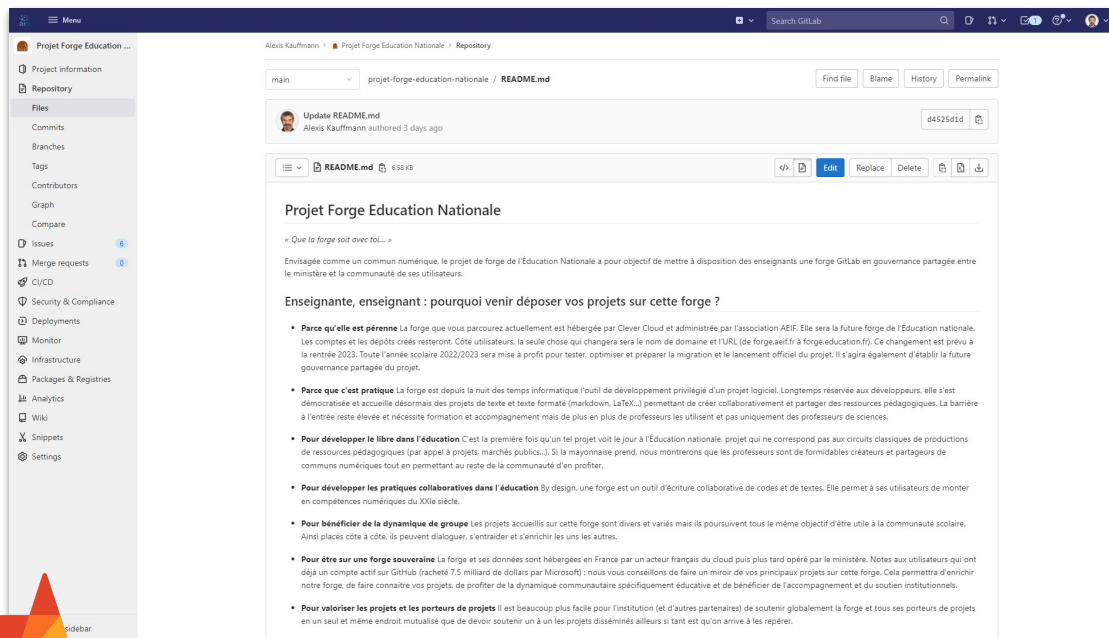 Menu
Search GitLab
1
Projet Forge Education ...
Project information
Repository
Files
Commits
Branches
Tags
Contributors
Graph
Compare
Issues 6
Merge requests 0
CI/CD
Security & Compliance
Deployments
Monitor
Infrastructure
Packages & Registries
Analytics
Wiki
Snippets
Settings
sidebar
Alexis Kauffmann > Projet Forge Education Nationale > Repository
main projet-forge-education-nationale / README.md Find file Blame History Permalink
Update README.md
Alexis Kauffmann authored 3 days ago
d4525d1d
README.md 6.58 KB Edit Replace Delete
Projet Forge Education Nationale
« Que la forge soit avec toi... »
Envisagée comme un commun numérique, le projet de forge de l'Éducation Nationale a pour objectif de mettre à disposition des enseignants une forge GitLab en gouvernance partagée entre
le ministère et la communauté de ses utilisateurs.
Enseignante, enseignant : pourquoi venir déposer vos projets sur cette forge ?
• Parce qu'elle est pérenne La forge que vous parcourez actuellement est hébergée par Clever Cloud et administrée par l'association AEIF. Elle sera la future forge de l'Éducation nationale.
Les comptes et les dépôts créés resteront. Côté utilisateurs, la seule chose qui changera sera le nom de domaine et l'URL (de forge.aeif.fr à forge.education.fr). Ce changement est prévu à
la rentrée 2023. Toute l'année scolaire 2022/2023 sera mise à profit pour tester, optimiser et préparer la migration et le lancement officiel du projet. Il s'agira également d'établir la future
gouvernance partagée du projet.
• Parce que c'est pratique La forge est depuis la nuit des temps informatique l'outil de développement privilégié d'un projet logiciel. Longtemps réservée aux développeurs, elle s'est
démocratisée et accueille désormais des projets de texte et texte formaté (markdown, LaTeX...) permettant de créer collaborativement et partager des ressources pédagogiques. La barrière
à l'entrée reste élevée et nécessite formation et accompagnement mais de plus en plus de professeurs les utilisent et pas uniquement des professeurs de sciences.
• Pour développer le libre dans l'éducation C'est la première fois qu'un tel projet voit le jour à l'Éducation nationale, projet qui ne correspond pas aux circuits classiques de productions
de ressources pédagogiques (par appel à projets, marchés publics...). Si la mayonnaise prend, nous montrerons que les professeurs sont de formidables créateurs et partageurs de
communs numériques tout en permettant au reste de la communauté d'en profiter.
• Pour développer les pratiques collaboratives dans l'éducation By design, une forge est un outil d'écriture collaborative de codes et de textes. Elle permet à ses utilisateurs de monter
en compétences numériques du XXIe siècle.
• Pour bénéficier de la dynamique de groupe Les projets accueillis sur cette forge sont divers et variés mais ils poursuivent tous le même objectif d'être utile à la communauté scolaire.
Ainsi placés côte à côte, ils peuvent dialoguer, s'entraider et s'enrichir les uns les autres.
• Pour être sur une forge souveraine La forge et ses données sont hébergées en France par un acteur français du cloud puis plus tard opéré par le ministère. Notes aux utilisateurs qui ont
déjà un compte actif sur GitHub (racheté 7,5 milliard de dollars par Microsoft) : nous vous conseillons de faire un miroir de vos principaux projets sur cette forge. Cela permettra d'enrichir
notre forge, de faire connaitre vos projets, de profiter de la dynamique communautaire spécifiquement éducative et de bénéficier de l'accompagnement et du soutien institutionnels.
• Pour valoriser les projets et les porteurs de projets Il est beaucoup plus facile pour l'institution (et d'autres partenaires) de soutenir globalement la forge et tous ses porteurs de projets
en un seul et même endroit mutualisé que de devoir soutenir un à un les projets disséminés ailleurs si tant est qu'on arrive à les repérer.